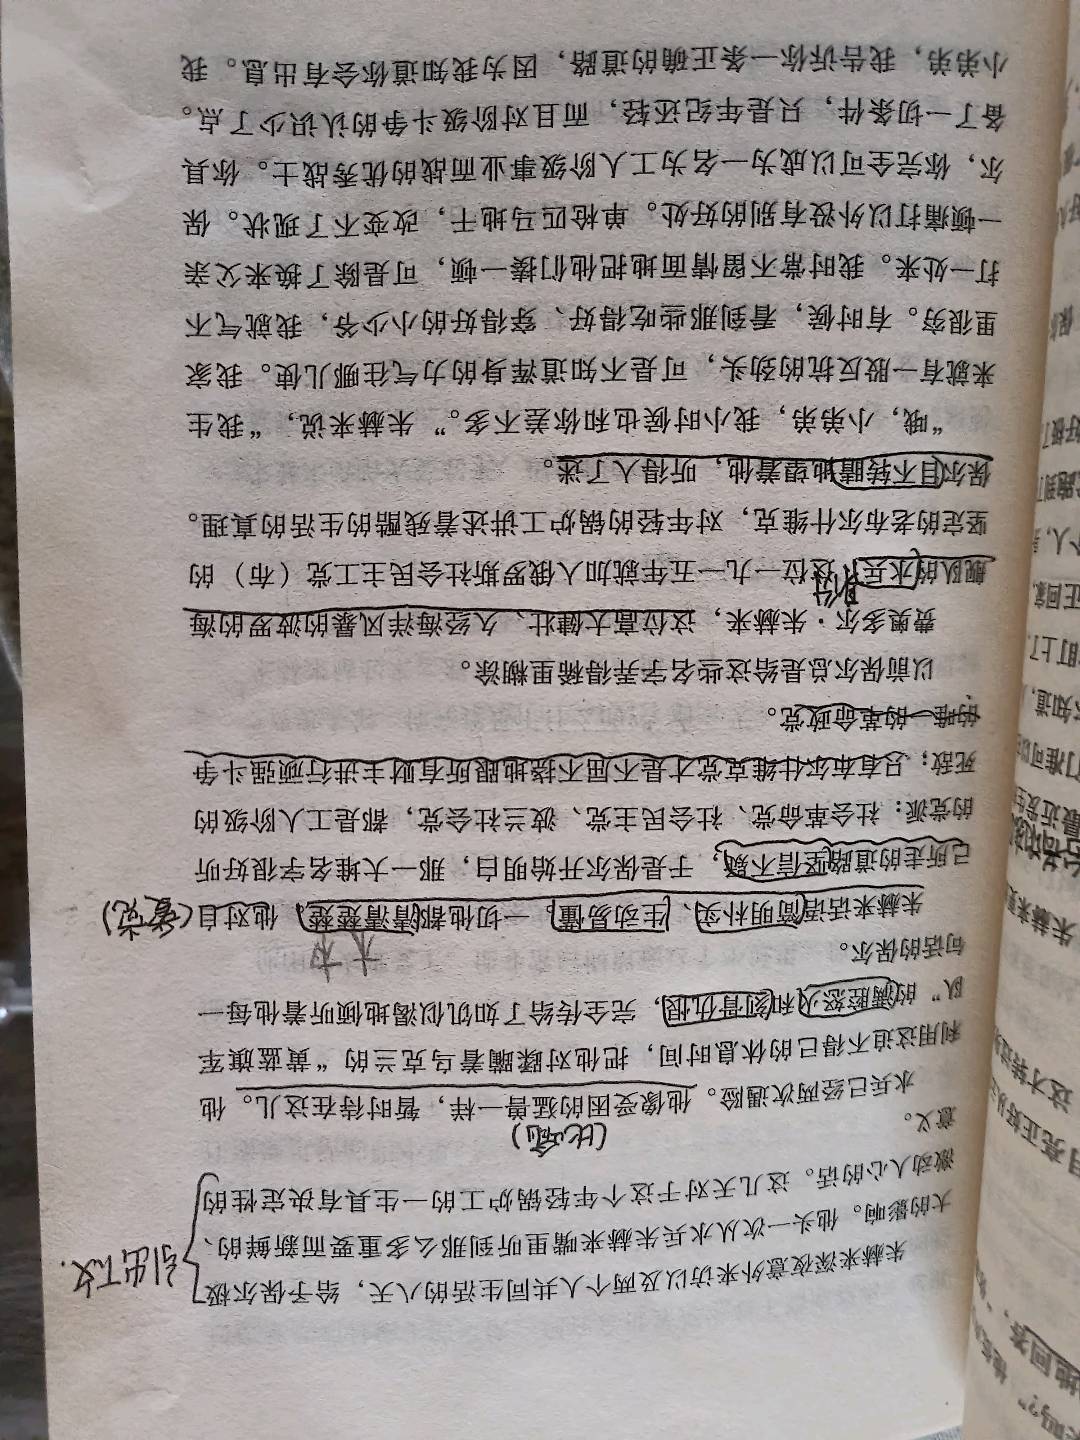 朱赫来深夜意外来访以及两个人共同生活的八天，给予保尔极
大的影响。他头一次从水兵朱赫来嘴里听到那么多重要而新鲜的、
激动人心的话。这几天对于这个年轻锅炉工的一生具有决定性的
意义。
引出下文.
(比喻)
水兵已经两次遇险。他像受困的猛兽一样，暂时待在这儿。他
利用这迫不得已的休息时间，把他对蹂躏着乌克兰的“黄蓝旗军
队”的满腔怒火和刻骨仇恨，完全传给了如饥似渴地倾听着他每一
句话的保尔。
朱赫来话语简明朴实、生动易懂。一切他都清清楚楚，他对自
己所走的道路坚信不疑，于是保尔开始明白，那一大堆名字很好听
的党派：社会革命党、社会民主党、波兰社会党，都是工人阶级的
死敌；只有布尔什维克党才是不屈不挠地跟所有财主进行顽强斗争
的唯一的革命政党。
以前保尔总是给这些名字弄得稀里糊涂。
费奥多尔·朱赫来，这位高大健壮、久经海洋风暴的波罗的海
舰队的水兵，这位一九一五年就加入俄罗斯社会民主工党（布）的
坚定的老布尔什维克，对年轻的锅炉工讲述着残酷的生活的真理。
保尔目不转睛地望着他，听得入了迷。
“哦，小弟弟，我小时候也和你差不多。”朱赫来说，“我生
来就有一股反抗的劲头，可是不知道浑身的力气往哪儿使。我家
里很穷。有时候，看到那些吃得好、穿得好的小少爷，我就气不
打一处来。我时常不留情面地把他们揍一顿，可是除了换来父亲
一顿痛打以外没有别的好处。单枪匹马地干，改变不了现状。保
尔，你完全可以成为一名为工人阶级事业而战的优秀战士。你具
备了一切条件，只是年纪还轻，而且对阶级斗争的认识少了点。
小弟弟，我告诉你一条正确的道路，因为我知道你会有出息。我